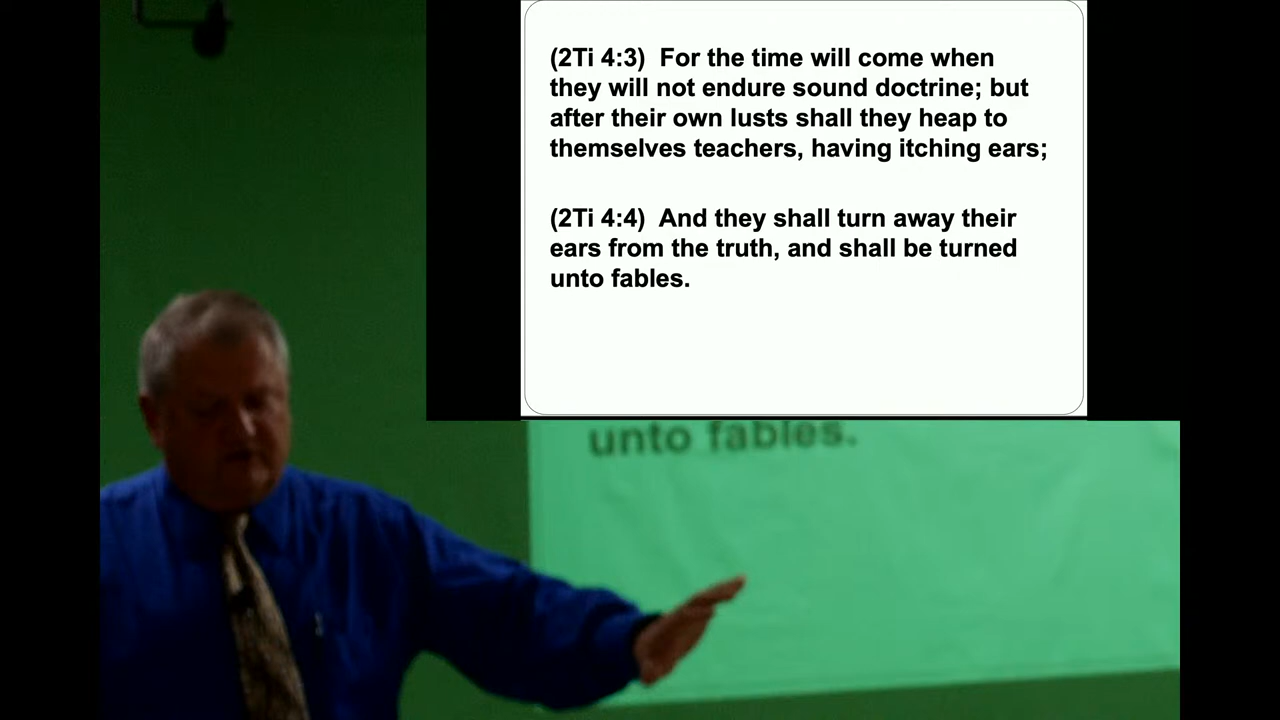 (2Ti 4:3) For the time will come when
they will not endure sound doctrine; but
after their own lusts shall they heap to
themselves teachers, having itching ears;
(2Ti 4:4) And they shall turn away their
ears from the truth, and shall be turned
unto fables.
unto fables.